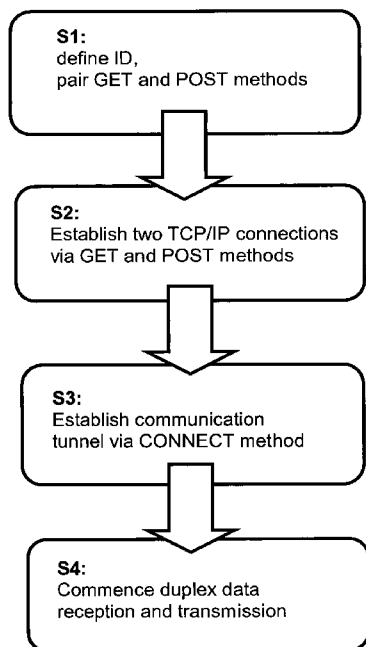 S1:
define ID,
pair GET and POST methods
S2:
Establish two TCP/IP connections
via GET and POST methods
S3:
Establish communication
tunnel via CONNECT method
S4:
Commence duplex data
reception and transmission